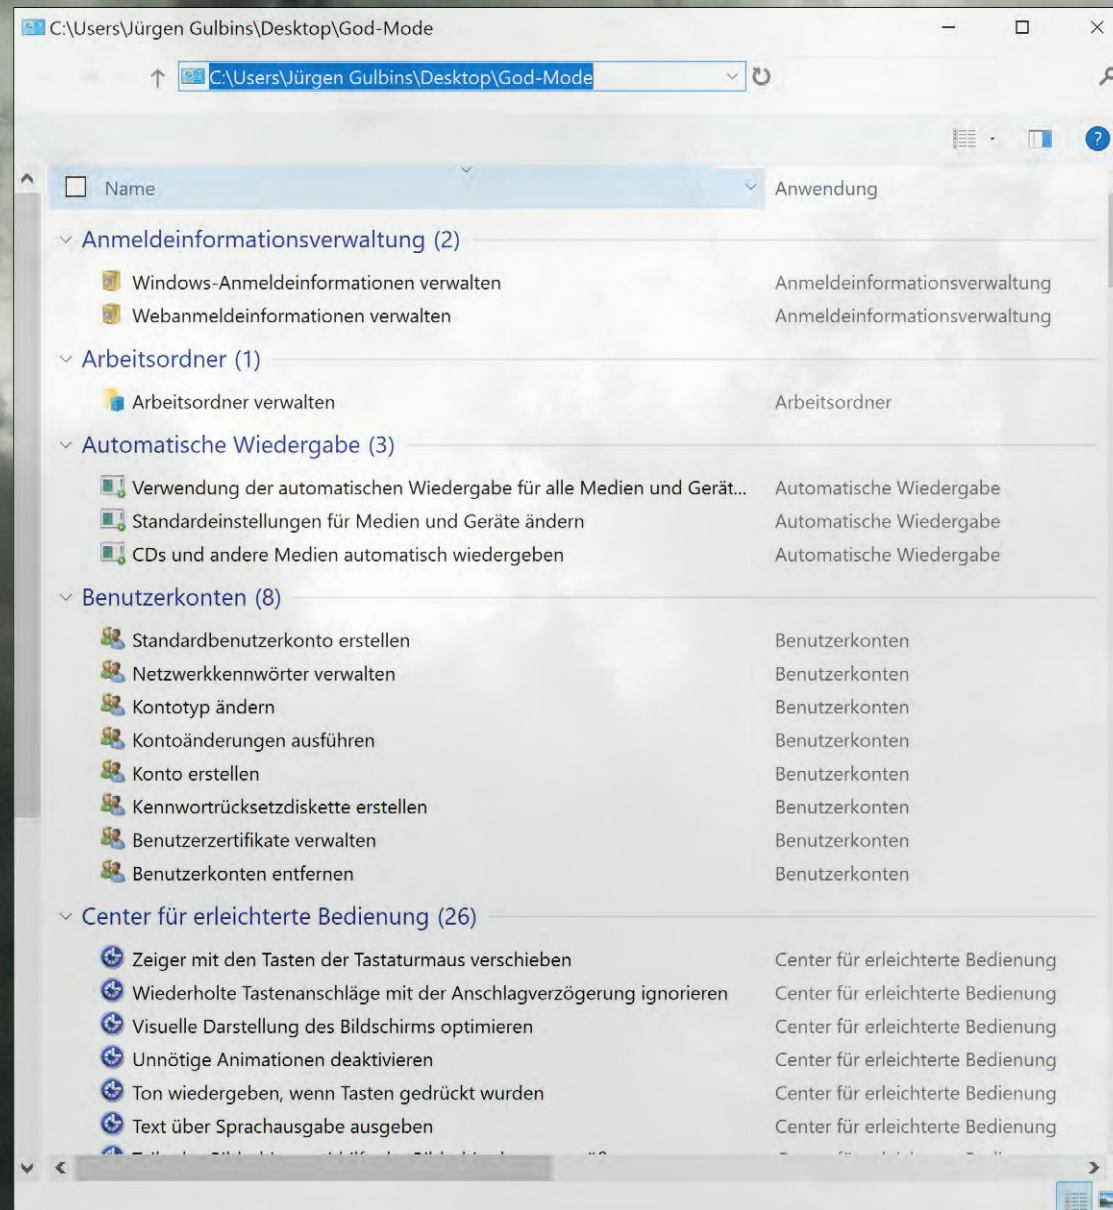 C:\Users\Jürgen Gulbins\Desktop\God-Mode
C:\Users\Jürgen Gulbins\Desktop\God-Mode
?
Name Anwendung
Anmeldeinformationsverwaltung (2)
Windows-Anmeldeinformationen verwalten Anmeldeinformationsverwaltung
Webanmeldeinformationen verwalten Anmeldeinformationsverwaltung
Arbeitsordner (1)
Arbeitsordner verwalten Arbeitsordner
Automatische Wiedergabe (3)
Verwendung der automatischen Wiedergabe für alle Medien und Gerät... Automatische Wiedergabe
Standardeinstellungen für Medien und Geräte ändern Automatische Wiedergabe
CDs und andere Medien automatisch wiedergeben Automatische Wiedergabe
Benutzerkonten (8)
Standardbenutzerkonto erstellen Benutzerkonten
Netzwerkkennwörter verwalten Benutzerkonten
Kontotyp ändern Benutzerkonten
Kontoänderungen ausführen Benutzerkonten
Konto erstellen Benutzerkonten
Kennwortrücksetzdiskette erstellen Benutzerkonten
Benutzerzertifikate verwalten Benutzerkonten
Benutzerkonten entfernen Benutzerkonten
Center für erleichterte Bedienung (26)
Zeiger mit den Tasten der Tastaturmaus verschieben Center für erleichterte Bedienung
Wiederholte Tastenanschläge mit der Anschlagverzögerung ignorieren Center für erleichterte Bedienung
Visuelle Darstellung des Bildschirms optimieren Center für erleichterte Bedienung
Unnötige Animationen deaktivieren Center für erleichterte Bedienung
Ton wiedergeben, wenn Tasten gedrückt wurden Center für erleichterte Bedienung
Text über Sprachausgabe ausgeben Center für erleichterte Bedienung